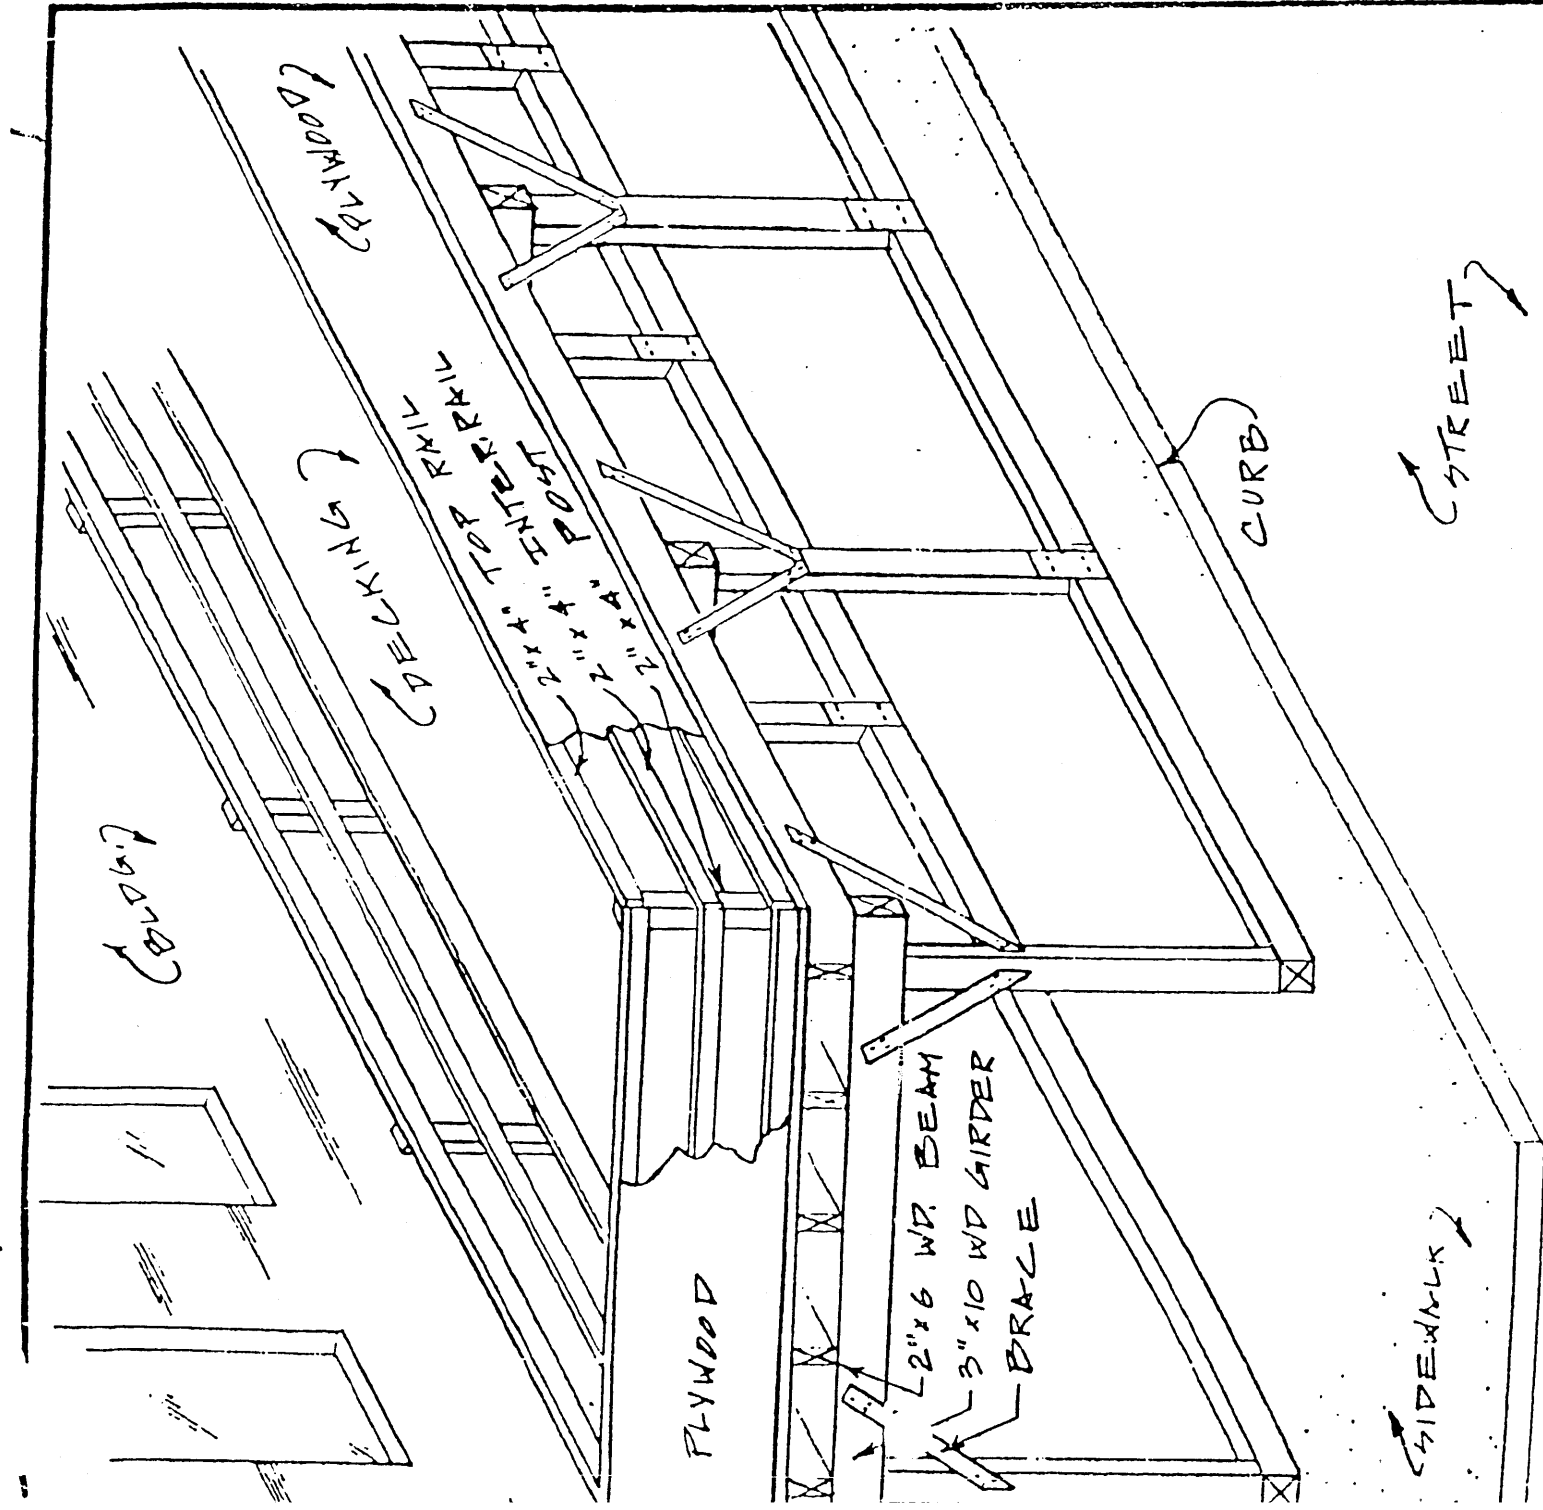 BLDG.
PLYWOOD
DECKING
2"x4" TOP RAIL
2"x4" INTER. RAIL
2"x4" POST
PLYWOOD
2"x6 WD. BEAM
3"x10 WD GIRDER
BRACE
CURB
STREET
SIDEWALK